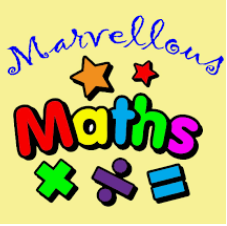 Marvellous
Maths
× ÷ =